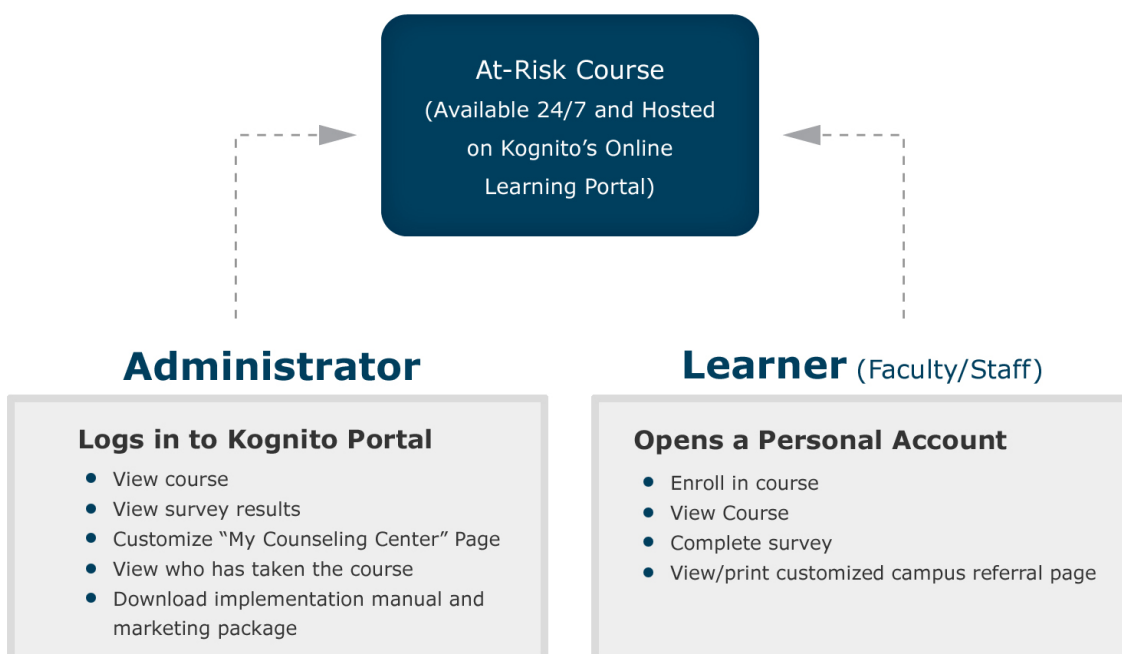 At-Risk Course
(Available 24/7 and Hosted
on Kognito’s Online
Learning Portal)
Administrator
Logs in to Kognito Portal
View course
View survey results
Customize “My Counseling Center” Page
View who has taken the course
Download implementation manual and
marketing package
Learner (Faculty/Staff)
Opens a Personal Account
Enroll in course
View Course
Complete survey
View/print customized campus referral page